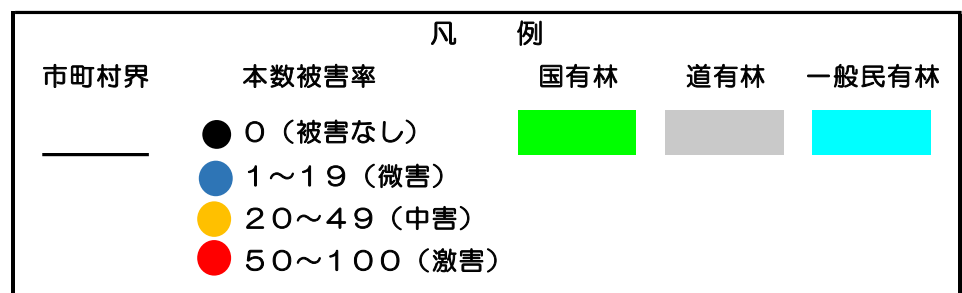 凡　例
市町村界　本数被害率　国有林　道有林　一般民有林
０（被害なし）
１～１９（微害）
２０～４９（中害）
５０～１００（激害）